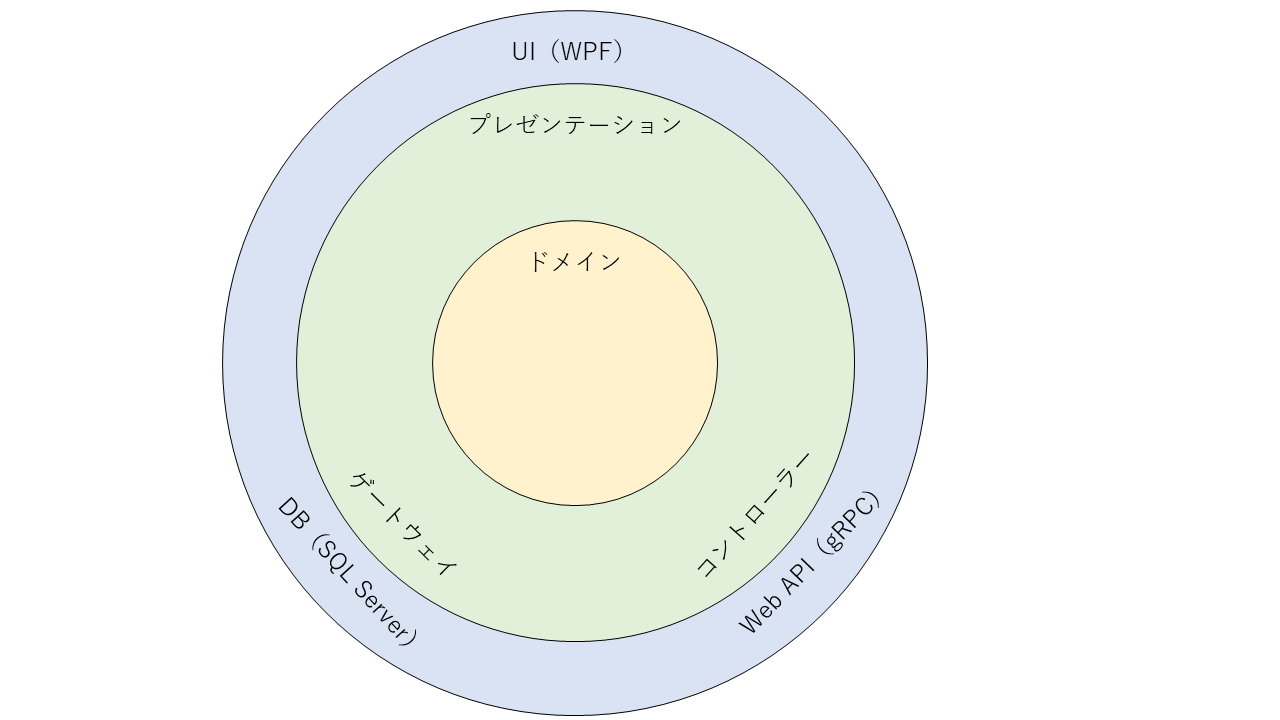 UI（WPF）
プレゼンテーション
ドメイン
ゲートウェイ
コントローラー
DB（SQL Server）
Web API（gRPC）